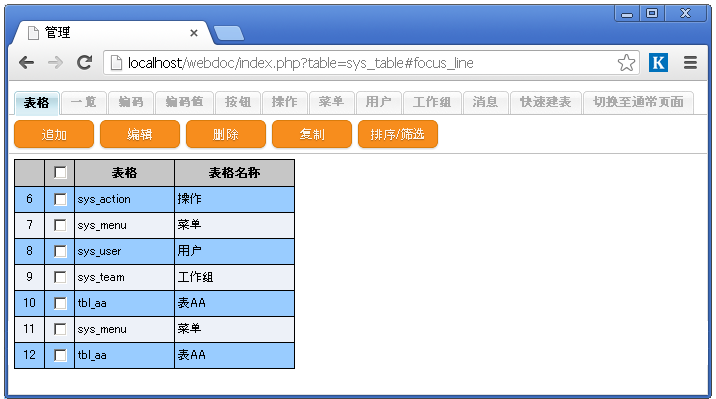 管理
localhost/webdoc/index.php?table=sys_table#focus_line
K
表格 一览 编码 编码值 按钮 操作 菜单 用户 工作组 消息 快速建表 切换至通常页面
追加 编辑 删除 复制 排序/筛选
表格 表格名称
6 sys_action 操作
7 sys_menu 菜单
8 sys_user 用户
9 sys_team 工作组
10 tbl_aa 表AA
11 sys_menu 菜单
12 tbl_aa 表AA